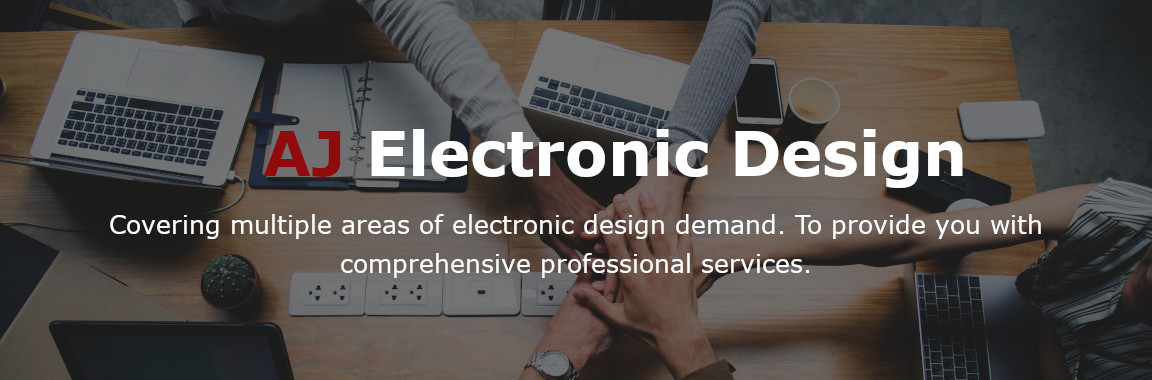 AJ Electronic Design
Covering multiple areas of electronic design demand. To provide you with
comprehensive professional services.